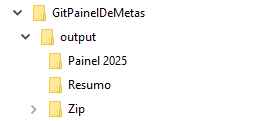 GitPainelDeMetas
output
Painel 2025
Resumo
Zip